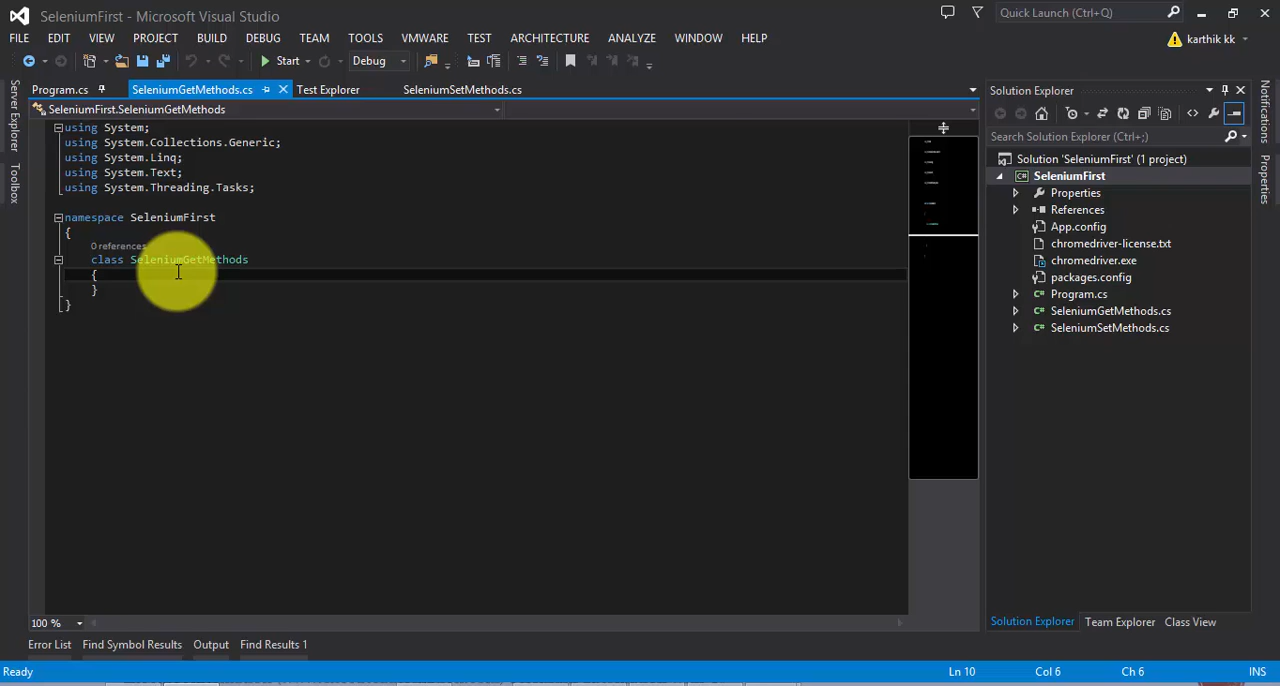 SeleniumFirst - Microsoft Visual Studio
Quick Launch (Ctrl+Q)
FILE EDIT VIEW PROJECT BUILD DEBUG TEAM TOOLS VMWARE TEST ARCHITECTURE ANALYZE WINDOW HELP
karthik kk
Start Debug
Program.cs SeleniumGetMethods.cs Test Explorer SeleniumSetMethods.cs
SeleniumFirst.SeleniumGetMethods
Server Explorer
Toolbox
using System;
using System.Collections.Generic;
using System.Linq;
using System.Text;
using System.Threading.Tasks;
namespace SeleniumFirst
{
0 references
class SeleniumGetMethods
{
}
}
100 %
Solution Explorer
Search Solution Explorer (Ctrl+;)
Solution 'SeleniumFirst' (1 project)
C# SeleniumFirst
Properties
References
App.config
chromedriver-license.txt
chromedriver.exe
packages.config
C# Program.cs
C# SeleniumGetMethods.cs
C# SeleniumSetMethods.cs
Solution Explorer Team Explorer Class View
Notifications
Properties
Error List Find Symbol Results Output Find Results 1
Ready Ln 10 Col 6 Ch 6 INS